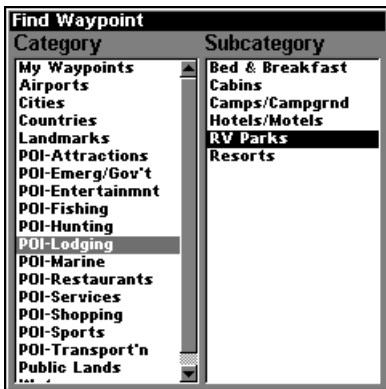 Find Waypoint
Category
My Waypoints
Airports
Cities
Countries
Landmarks
POI-Attractions
POI-Emerg/Gov't
POI-Entertainmnt
POI-Fishing
POI-Hunting
POI-Lodging
POI-Marine
POI-Restaurants
POI-Services
POI-Shopping
POI-Sports
POI-Transport'n
Public Lands
Subcategory
Bed & Breakfast
Cabins
Camps/Campgrnd
Hotels/Motels
RV Parks
Resorts